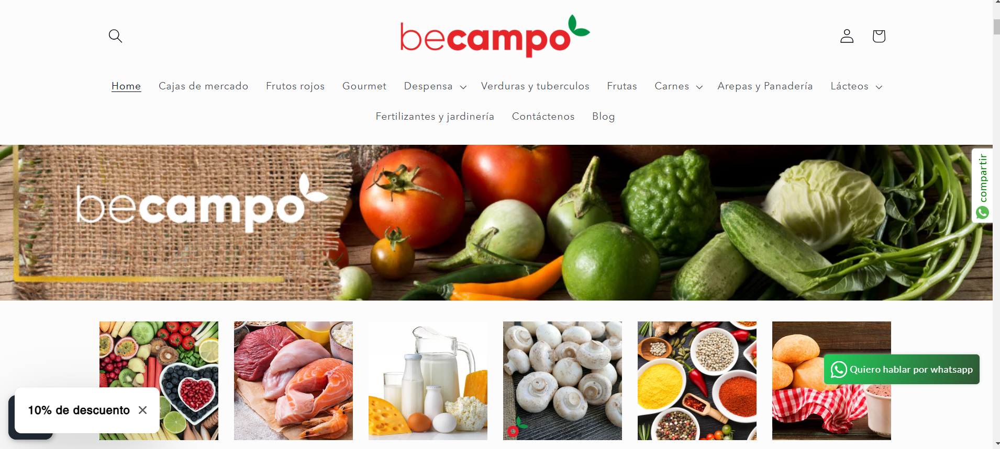 becampo
Home Cajas de mercado Frutos rojos Gourmet Despensa Verduras y tuberculos Frutas Carnes Arepas y Panadería Lácteos
Fertilizantes y jardinería Contáctenos Blog
becampo
compartir
Quiero hablar por whatsapp
10% de descuento